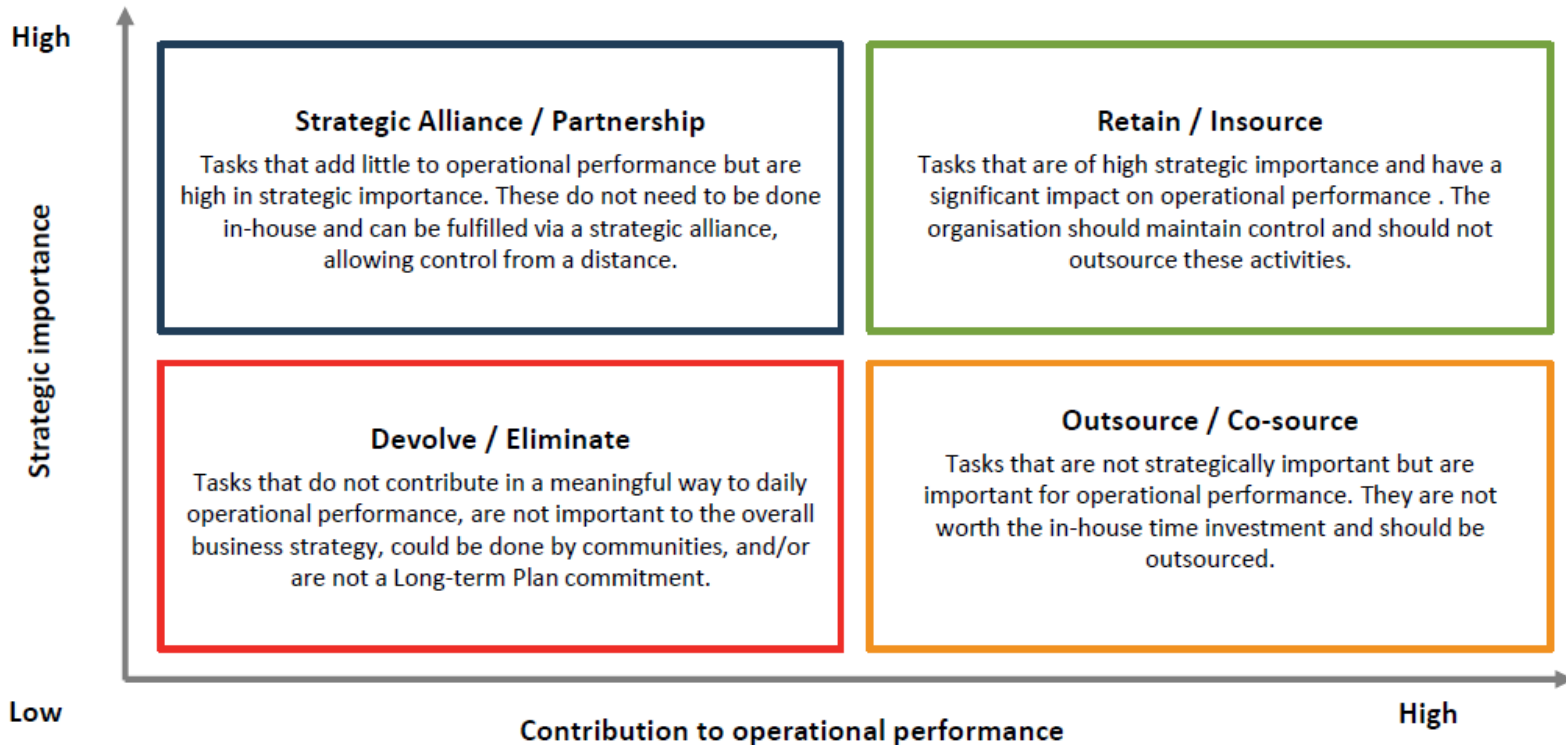 High
Strategic importance
Strategic Alliance / Partnership
Tasks that add little to operational performance but are
high in strategic importance. These do not need to be done
in-house and can be fulfilled via a strategic alliance,
allowing control from a distance.
Retain / Insource
Tasks that are of high strategic importance and have a
significant impact on operational performance . The
organisation should maintain control and should not
outsource these activities.
Devolve / Eliminate
Tasks that do not contribute in a meaningful way to daily
operational performance, are not important to the overall
business strategy, could be done by communities, and/or
are not a Long-term Plan commitment.
Outsource / Co-source
Tasks that are not strategically important but are
important for operational performance. They are not
worth the in-house time investment and should be
outsourced.
Low
Contribution to operational performance
High